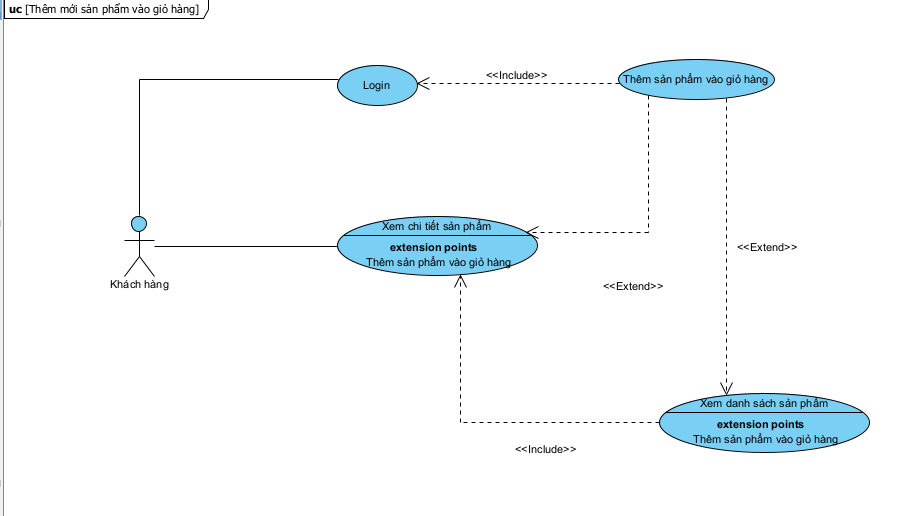 uc [Thêm mới sản phẩm vào giỏ hàng]
Login
<<Include>>
Thêm sản phẩm vào giỏ hàng
Xem chi tiết sản phẩm
extension points
Thêm sản phẩm vào giỏ hàng
Khách hàng
<<Extend>>
<<Extend>>
Xem danh sách sản phẩm
extension points
Thêm sản phẩm vào giỏ hàng
<<Include>>